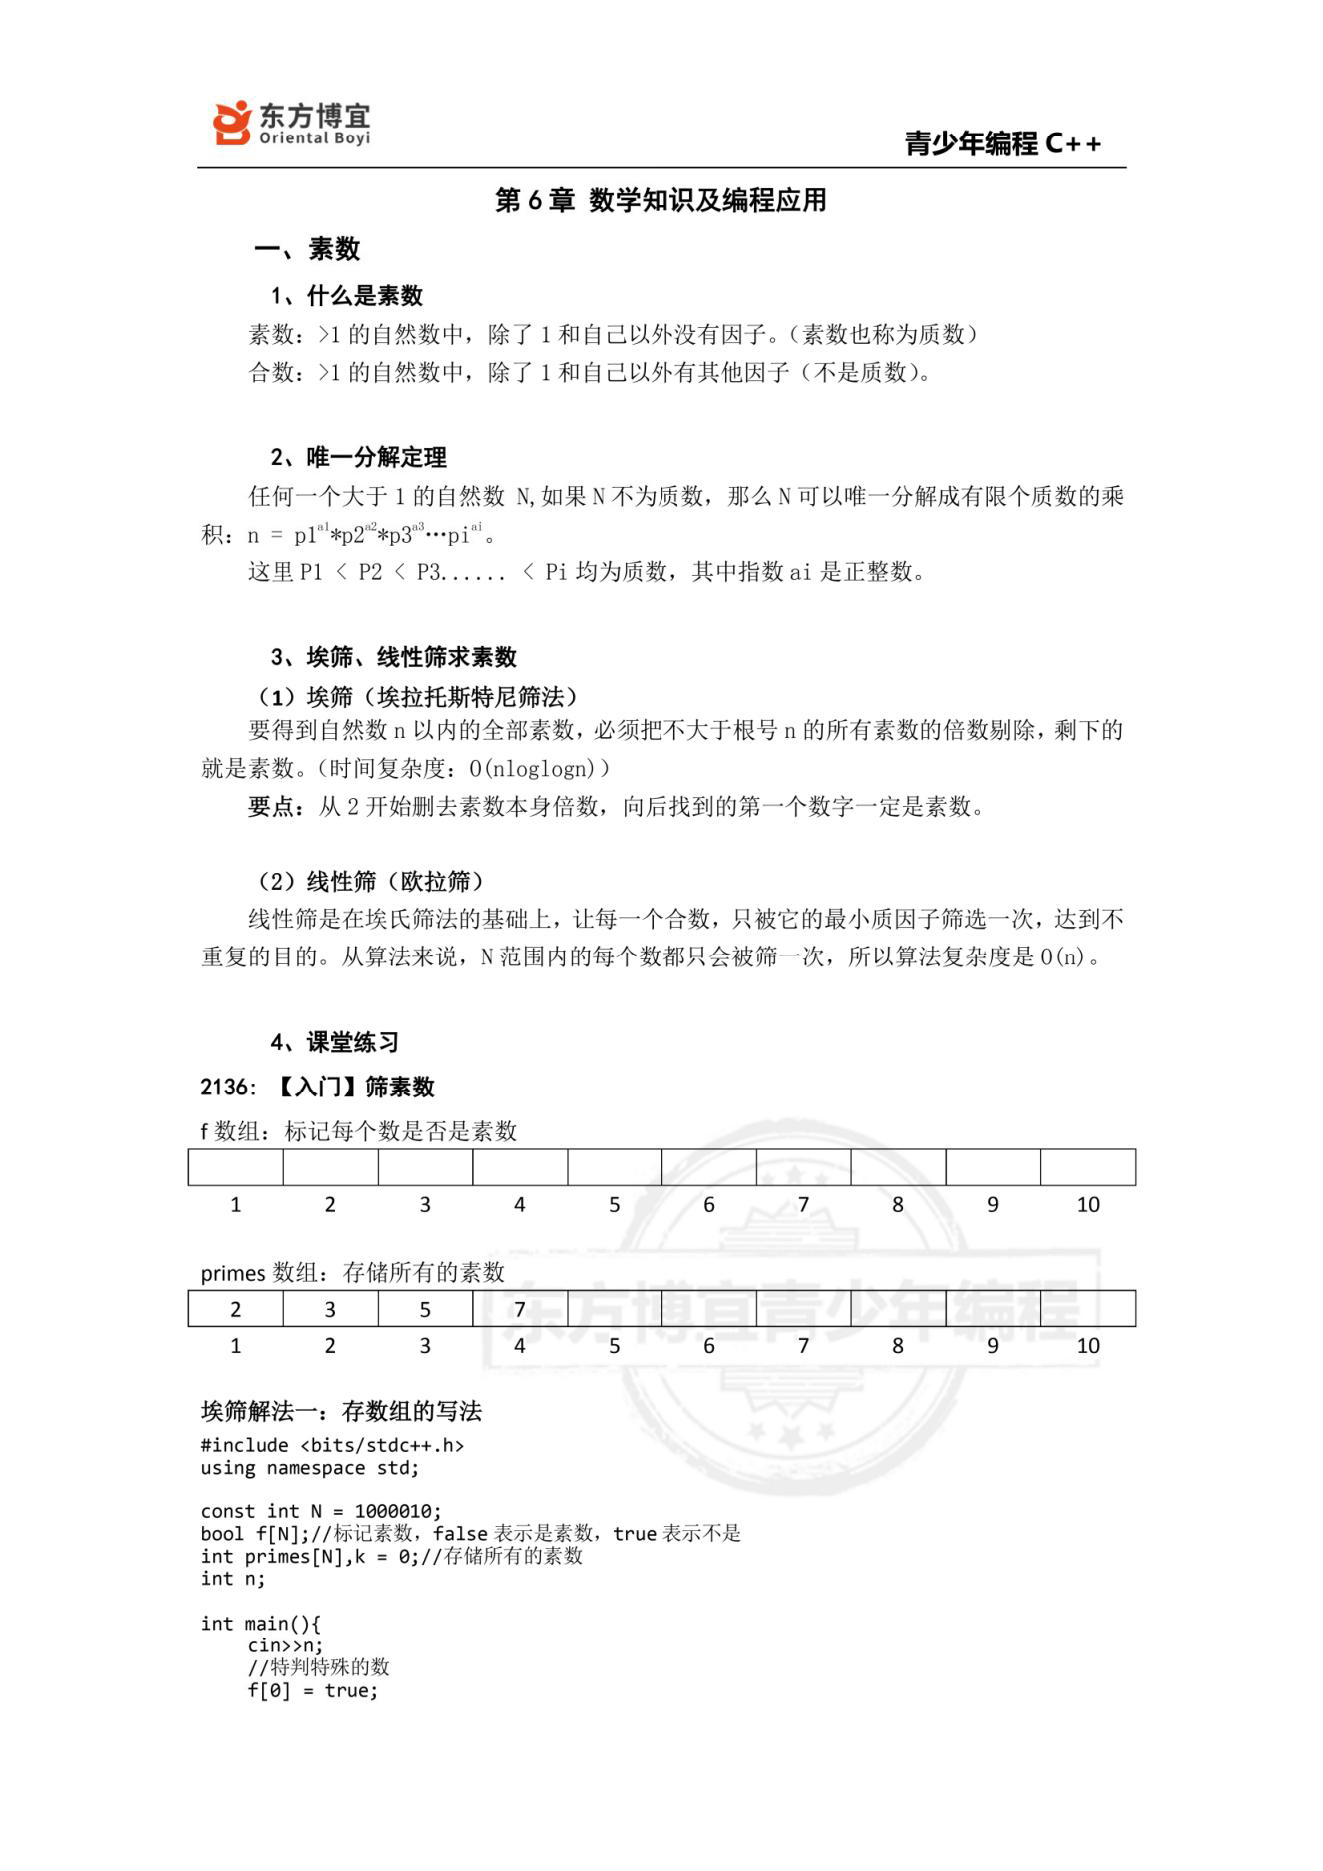 东方博宜
Oriental Boyi
青少年编程 C++
第 6 章 数学知识及编程应用
一、素数
1、什么是素数
素数：>1 的自然数中，除了 1 和自己以外没有因子。（素数也称为质数）
合数：>1 的自然数中，除了 1 和自己以外有其他因子（不是质数）。
2、唯一分解定理
任何一个大于 1 的自然数 N,如果 N 不为质数，那么 N 可以唯一分解成有限个质数的乘
积：n = p1^a1*p2^a2*p3^a3…pi^ai。
这里 P1 < P2 < P3...... < Pi 均为质数，其中指数 ai 是正整数。
3、埃筛、线性筛求素数
（1）埃筛（埃拉托斯特尼筛法）
要得到自然数 n 以内的全部素数，必须把不大于根号 n 的所有素数的倍数剔除，剩下的
就是素数。（时间复杂度：O(nloglogn)）
要点：从 2 开始删去素数本身倍数，向后找到的第一个数字一定是素数。
（2）线性筛（欧拉筛）
线性筛是在埃氏筛法的基础上，让每一个合数，只被它的最小质因子筛选一次，达到不
重复的目的。从算法来说，N 范围内的每个数都只会被筛一次，所以算法复杂度是 O(n)。
4、课堂练习
2136: 【入门】筛素数
f 数组：标记每个数是否是素数
1 2 3 4 5 6 7 8 9 10
primes 数组：存储所有的素数
2 3 5 7
1 2 3 4 5 6 7 8 9 10
东方博宜青少年编程
埃筛解法一：存数组的写法
#include <bits/stdc++.h>
using namespace std;
const int N = 1000010;
bool f[N];//标记素数，false 表示是素数，true 表示不是
int primes[N],k = 0;//存储所有的素数
int n;
int main(){
cin>>n;
//特判特殊的数
f[0] = true;